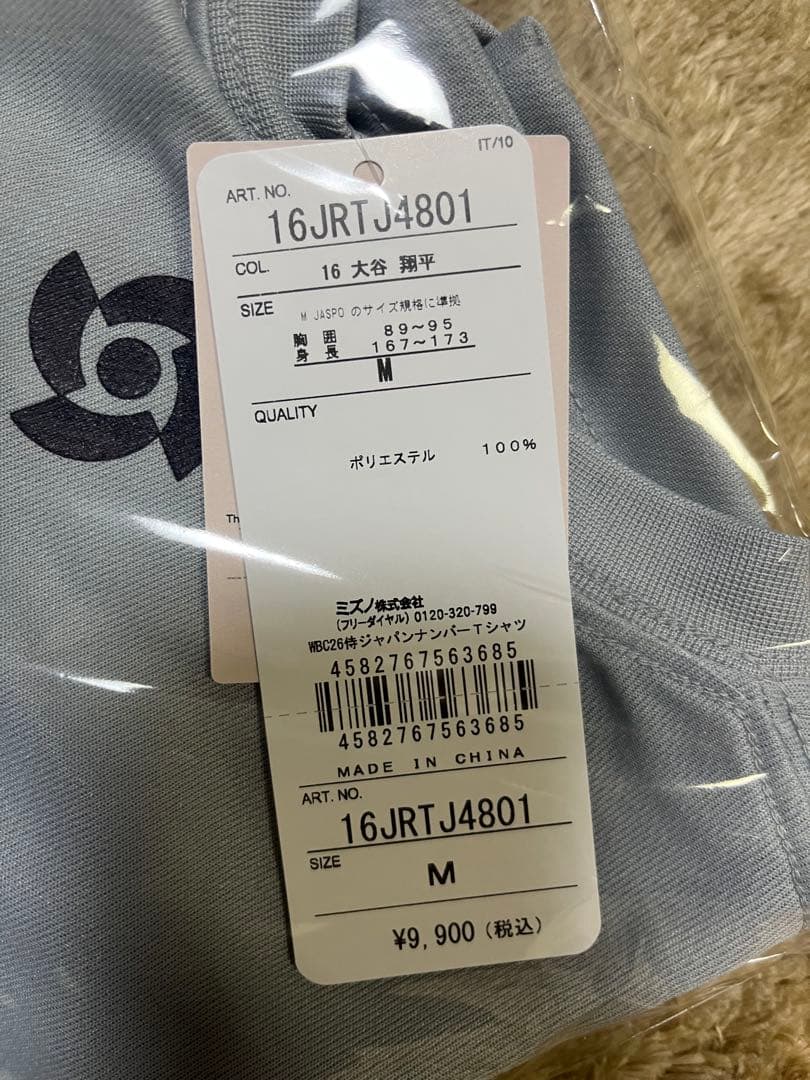 IT/10
ART. NO.
16JRTJ4801
COL.
16 大谷 翔平
SIZE
M JASPO のサイズ規格に準拠
胸 囲 89～95
身 長 167～173
M
QUALITY
ポリエステル 100%
Th
ミズノ株式会社
(フリーダイヤル) 0120-320-799
WBC26侍ジャパンナンバーTシャツ
4582767563685
4582767563685
MADE IN CHINA
ART. NO.
16JRTJ4801
SIZE
M
¥9,900（税込）